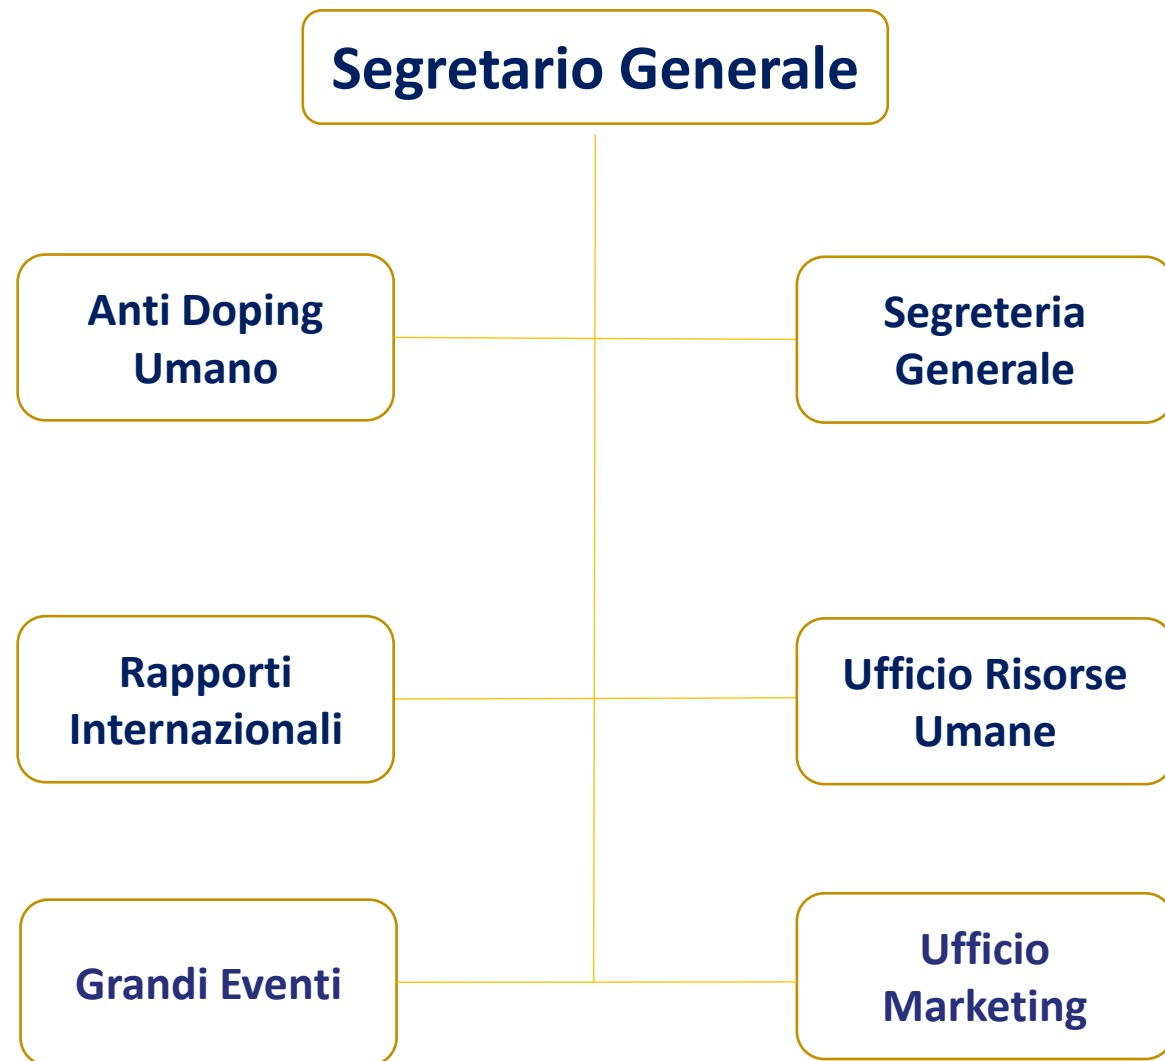 Segretario Generale
Anti Doping
Umano
Segreteria
Generale
Rapporti
Internazionali
Ufficio Risorse
Umane
Grandi Eventi
Ufficio
Marketing